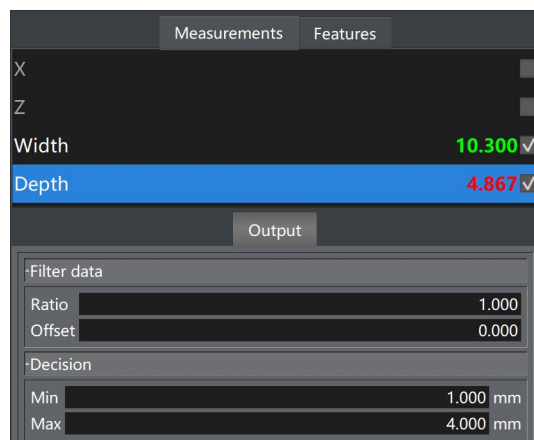 Measurements Features
X
Z
Width 10.300
Depth 4.867
Output
-Filter data
Ratio 1.000
Offset 0.000
-Decision
Min 1.000 mm
Max 4.000 mm